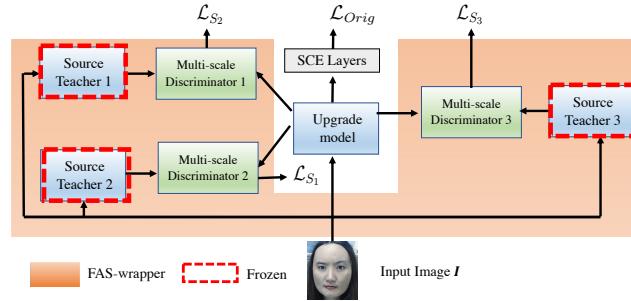 ℒ_{S_2}
ℒ_{Orig}
ℒ_{S_3}
SCE Layers
Source
Teacher 1
Multi-scale
Discriminator 1
Upgrade
model
Multi-scale
Discriminator 3
Source
Teacher 3
Source
Teacher 2
Multi-scale
Discriminator 2
ℒ_{S_1}
FAS-wrapper
Frozen
Input Image I